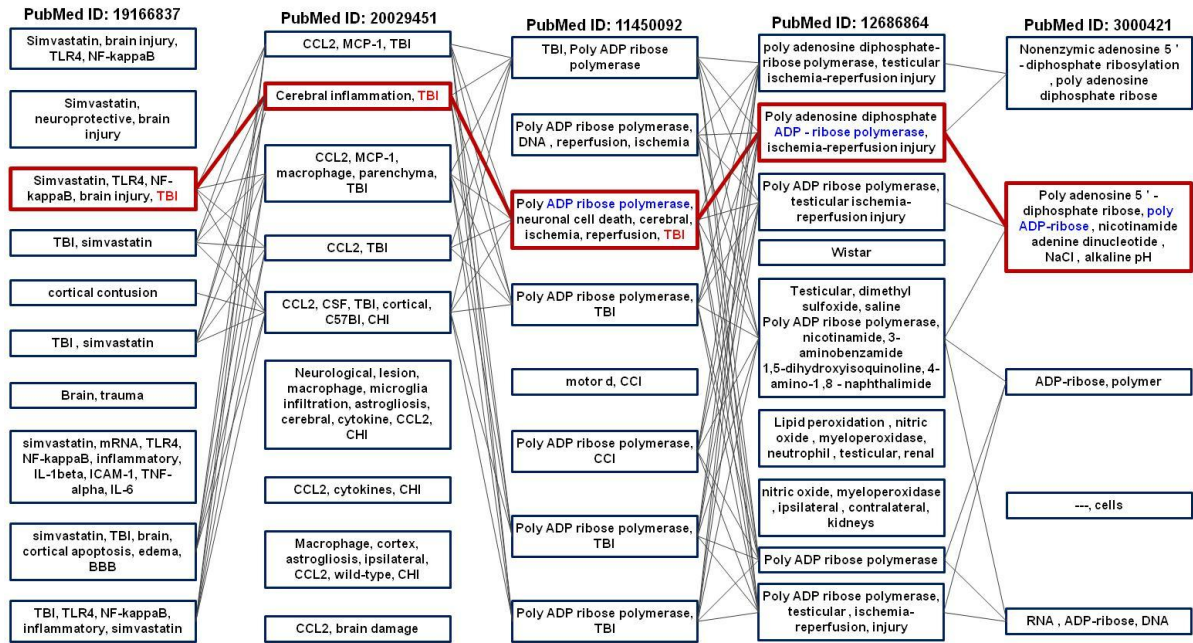 PubMed ID: 19166837
Simvastatin, brain injury,
TLR4, NF-kappaB
Simvastatin,
neuroprotective, brain
injury
Simvastatin, TLR4, NF-
kappaB, brain injury, TBI
TBI, simvastatin
cortical contusion
TBI , simvastatin
Brain, trauma
simvastatin, mRNA, TLR4,
NF-kappaB, inflammatory,
IL-1beta, ICAM-1, TNF-
alpha, IL-6
simvastatin, TBI, brain,
cortical apoptosis, edema,
BBB
TBI, TLR4, NF-kappaB,
inflammatory, simvastatin
PubMed ID: 20029451
CCL2, MCP-1, TBI
Cerebral inflammation, TBI
CCL2, MCP-1,
macrophage, parenchyma,
TBI
CCL2, TBI
CCL2, CSF, TBI, cortical,
C57Bl, CHI
Neurological, lesion,
macrophage, microglia
infiltration, astrogliosis,
cerebral, cytokine, CCL2,
CHI
CCL2, cytokines, CHI
Macrophage, cortex,
astrogliosis, ipsilateral,
CCL2, wild-type, CHI
CCL2, brain damage
PubMed ID: 11450092
TBI, Poly ADP ribose
polymerase
Poly ADP ribose polymerase,
DNA , reperfusion, ischemia
Poly ADP ribose polymerase,
neuronal cell death, cerebral,
ischemia, reperfusion, TBI
Poly ADP ribose polymerase,
TBI
motor d, CCI
Poly ADP ribose polymerase,
CCI
Poly ADP ribose polymerase,
TBI
Poly ADP ribose polymerase,
TBI
PubMed ID: 12686864
poly adenosine diphosphate-
ribose polymerase, testicular
ischemia-reperfusion injury
Poly adenosine diphosphate
ADP - ribose polymerase,
ischemia-reperfusion injury
Poly ADP ribose polymerase,
testicular ischemia-
reperfusion injury
Wistar
Testicular, dimethyl
sulfoxide, saline
Poly ADP ribose polymerase,
nicotinamide, 3-
aminobenzamide
1,5-dihydroxyisoquinoline, 4-
amino-1 ,8 - naphthalimide
Lipid peroxidation , nitric
oxide , myeloperoxidase,
neutrophil , testicular, renal
nitric oxide, myeloperoxidase
, ipsilateral , contralateral,
kidneys
Poly ADP ribose polymerase
Poly ADP ribose polymerase,
testicular , ischemia-
reperfusion, injury
PubMed ID: 3000421
Nonenzymic adenosine 5 '
- diphosphate ribosylation
, poly adenosine
diphosphate ribose
Poly adenosine 5 ' -
diphosphate ribose, poly
ADP-ribose , nicotinamide
adenine dinucleotide ,
NaCl , alkaline pH
ADP-ribose, polymer
---, cells
RNA , ADP-ribose, DNA